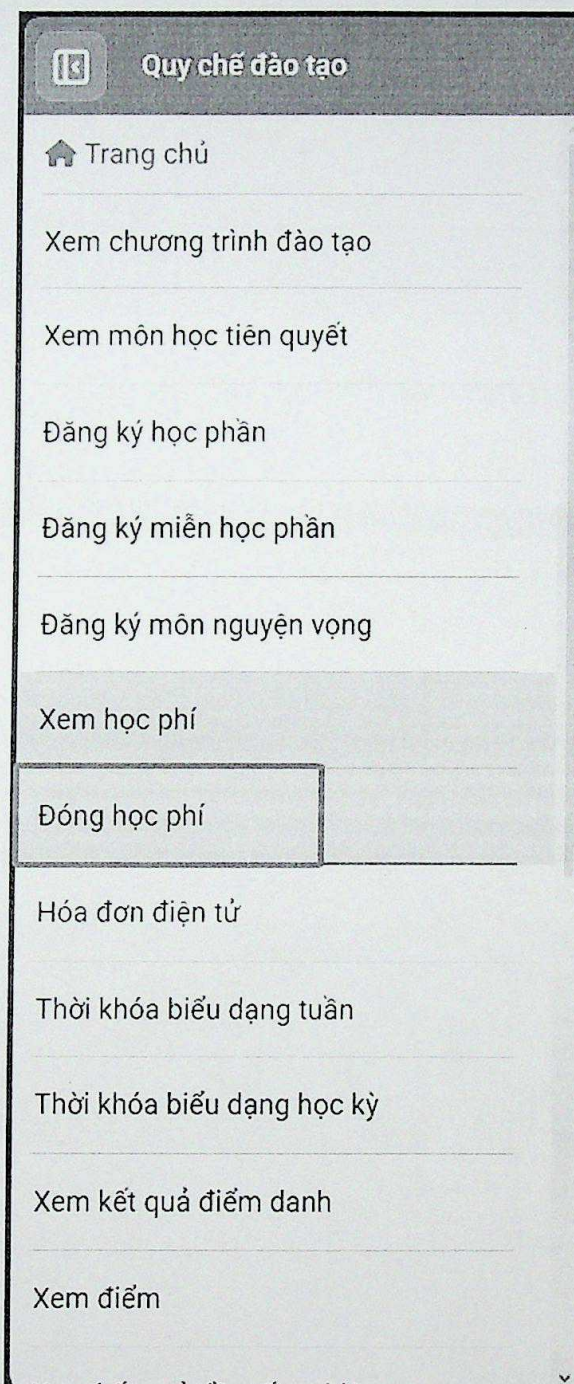 Quy chế đào tạo
Trang chủ
Xem chương trình đào tạo
Xem môn học tiên quyết
Đăng ký học phần
Đăng ký miễn học phần
Đăng ký môn nguyện vọng
Xem học phí
Đóng học phí
Hóa đơn điện tử
Thời khóa biểu dạng tuần
Thời khóa biểu dạng học kỳ
Xem kết quả điểm danh
Xem điểm